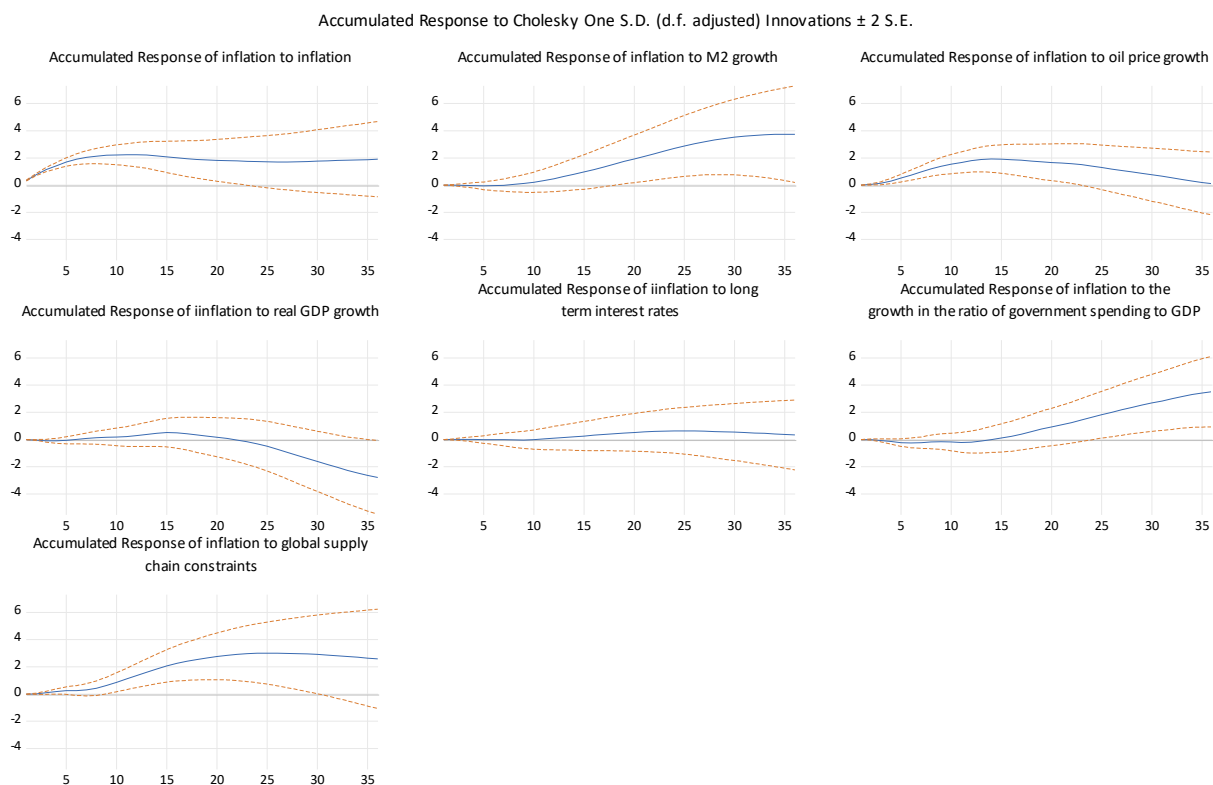 Accumulated Response to Cholesky One S.D. (d.f. adjusted) Innovations ± 2 S.E.
Accumulated Response of inflation to inflation
6
4
2
0
-2
-4
5 10 15 20 25 30 35
Accumulated Response of inflation to M2 growth
6
4
2
0
-2
-4
5 10 15 20 25 30 35
Accumulated Response of inflation to oil price growth
6
4
2
0
-2
-4
5 10 15 20 25 30 35
Accumulated Response of iinflation to real GDP growth
6
4
2
0
-2
-4
5 10 15 20 25 30 35
Accumulated Response of iinflation to long
term interest rates
6
4
2
0
-2
-4
5 10 15 20 25 30 35
Accumulated Response of inflation to the
growth in the ratio of government spending to GDP
6
4
2
0
-2
-4
5 10 15 20 25 30 35
Accumulated Response of inflation to global supply
chain constraints
6
4
2
0
-2
-4
5 10 15 20 25 30 35